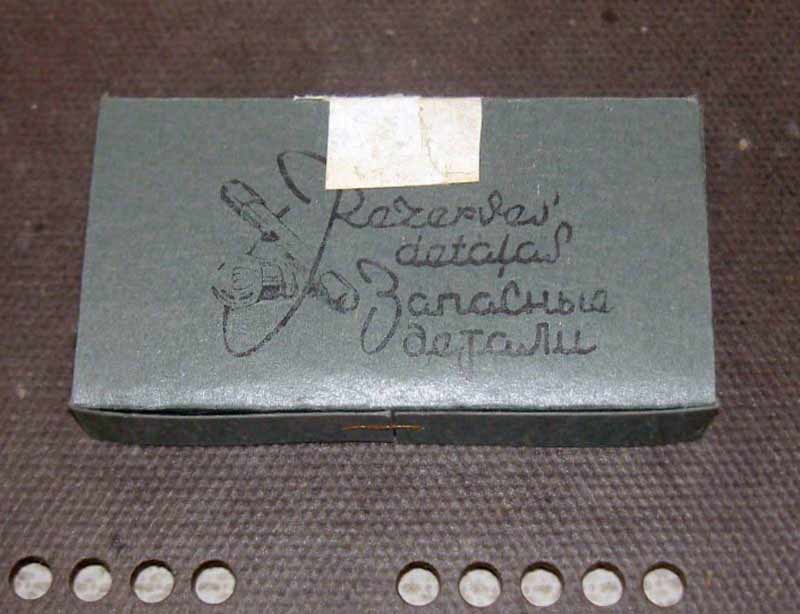 Rezerves
detaļas
Запасные
детали